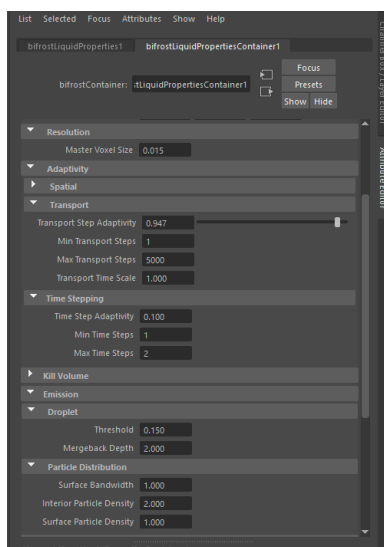 List Selected Focus Attributes Show Help
bifrostLiquidProperties1 bifrostLiquidPropertiesContainer1
Focus
bifrostContainer: :tLiquidPropertiesContainer1 Presets
Show Hide
Channel Box / Layer Editor
Attribute Editor
Resolution
Master Voxel Size 0.015
Adaptivity
Spatial
Transport
Transport Step Adaptivity 0.947
Min Transport Steps 1
Max Transport Steps 5000
Transport Time Scale 1.000
Time Stepping
Time Step Adaptivity 0.100
Min Time Steps 1
Max Time Steps 2
Kill Volume
Emission
Droplet
Threshold 0.150
Mergeback Depth 2.000
Particle Distribution
Surface Bandwidth 1.000
Interior Particle Density 2.000
Surface Particle Density 1.000